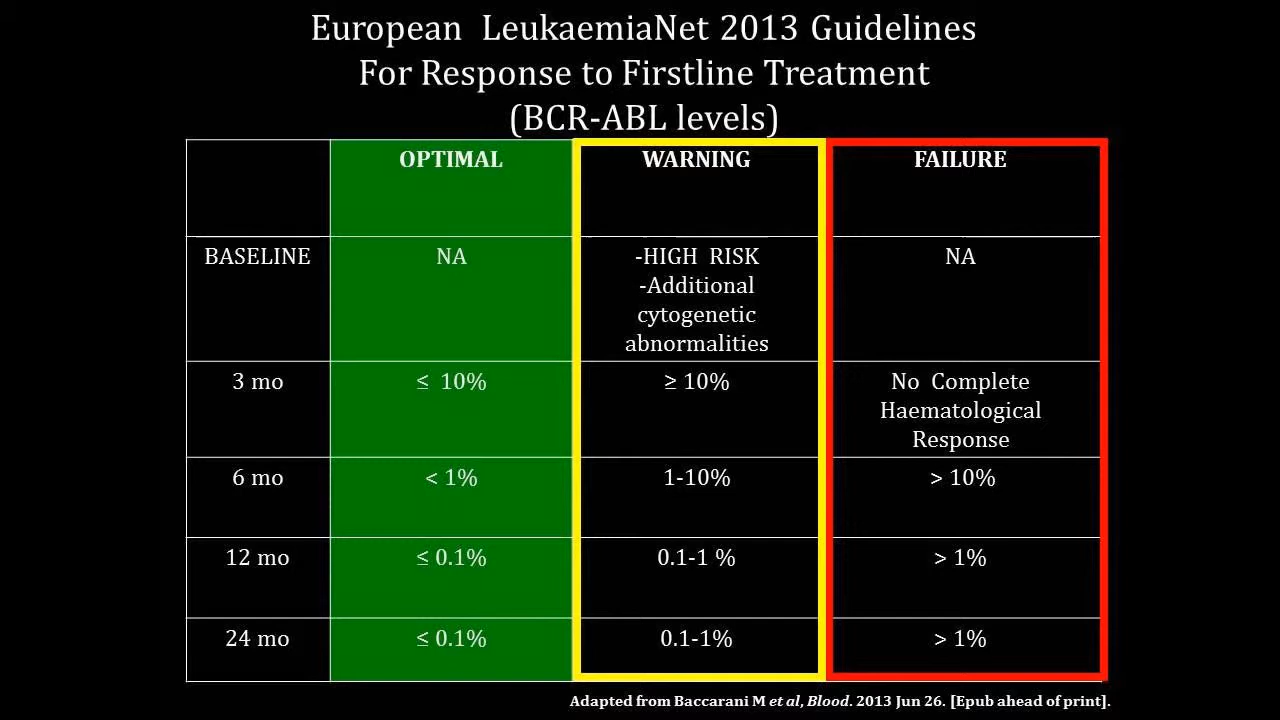 European LeukaemiaNet 2013 Guidelines
For Response to Firstline Treatment
(BCR-ABL levels)
OPTIMAL WARNING FAILURE
BASELINE NA -HIGH RISK NA
-Additional
cytogenetic
abnormalities
3 mo ≤ 10% ≥ 10% No Complete
Haematological
Response
6 mo < 1% 1-10% > 10%
12 mo ≤ 0.1% 0.1-1 % > 1%
24 mo ≤ 0.1% 0.1-1% > 1%
Adapted from Baccarani M et al, Blood. 2013 Jun 26. [Epub ahead of print].